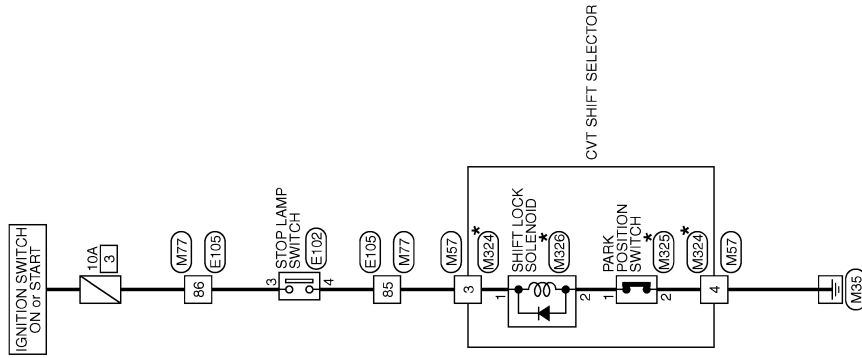 IGNITION SWITCH
ON or START
10A
3
M77
86
E105
3
STOP LAMP
SWITCH
E102
4
E105
85
M77
M57
3
*
M324
CVT SHIFT SELECTOR
1
SHIFT LOCK
SOLENOID
*
M326
2
PARK
POSITION
SWITCH
1
*
M325
2
*
M324
4
M57
M35